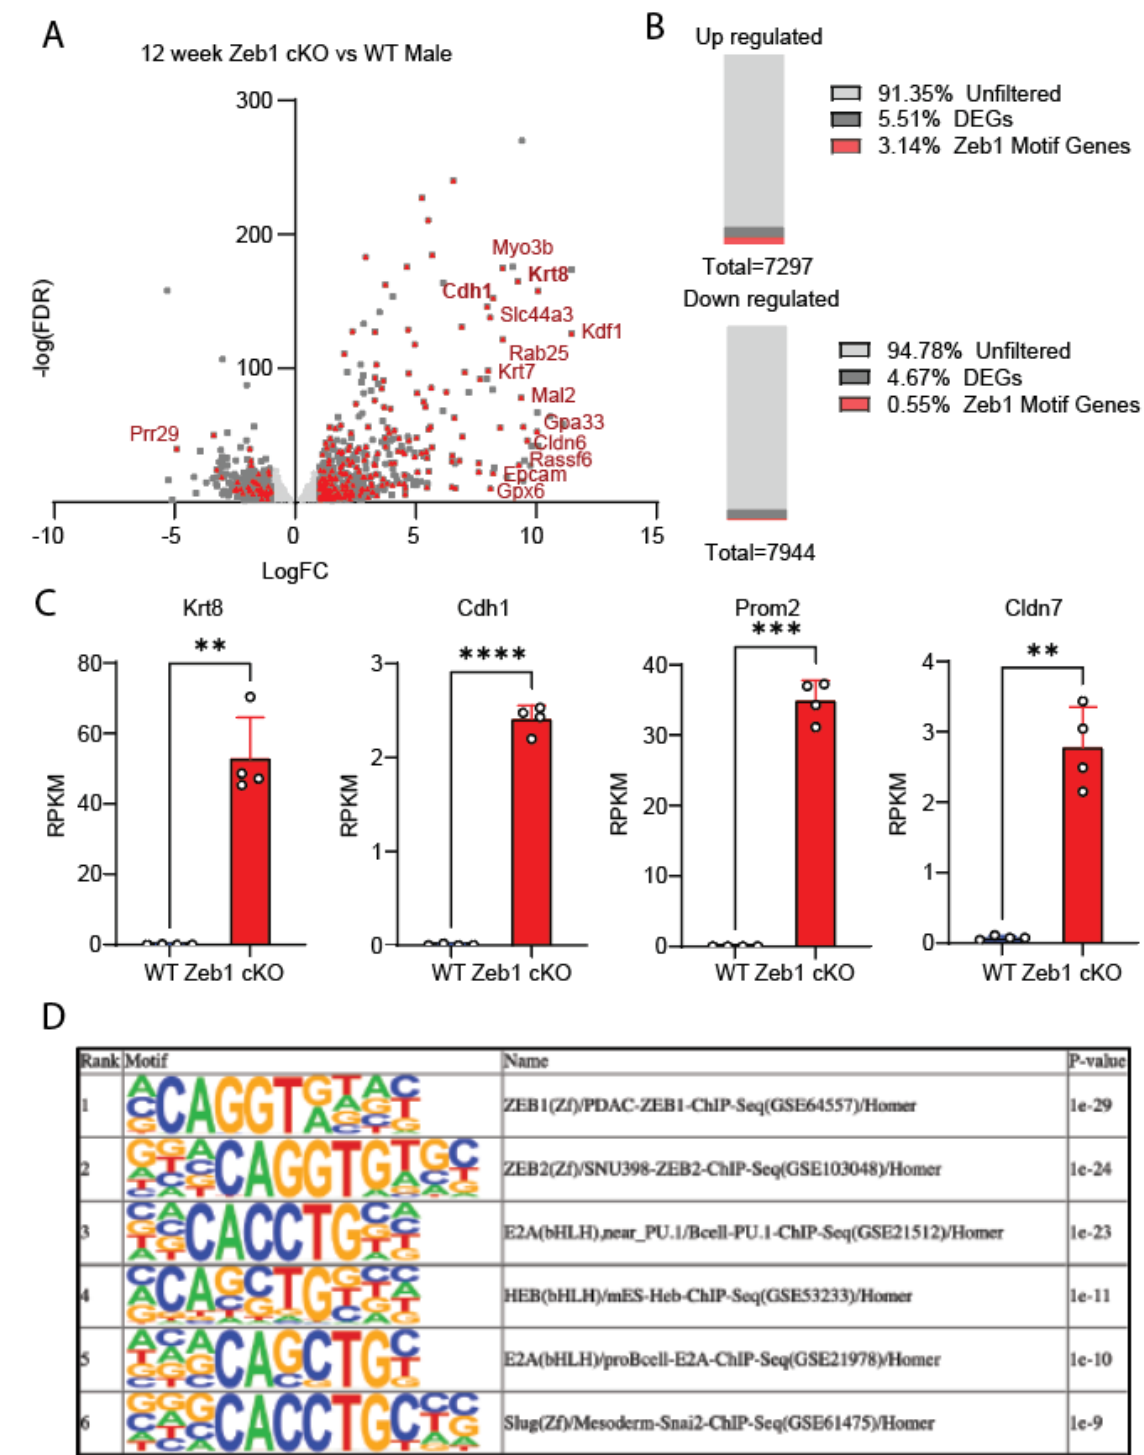 A
12 week Zeb1 cKO vs WT Male
-log(FDR)
300
200
100
-10
-5
0
5
10
15
LogFC
Myo3b
Krt8
Cdh1
Slc44a3
Kdf1
Rab25
Krt7
Mal2
Gpa33
Cldn6
Rassf6
Epcam
Gpx6
Prr29
B
Up regulated
91.35% Unfiltered
5.51% DEGs
3.14% Zeb1 Motif Genes
Total=7297
Down regulated
94.78% Unfiltered
4.67% DEGs
0.55% Zeb1 Motif Genes
Total=7944
C
Krt8
**
RPKM
80
60
40
20
0
WT Zeb1 cKO
Cdh1
****
RPKM
3
2
1
0
WT Zeb1 cKO
Prom2
***
RPKM
40
30
20
10
0
WT Zeb1 cKO
Cldn7
**
RPKM
4
3
2
1
0
WT Zeb1 cKO
D
Rank Motif Name P-value
1 ZEB1(Zf)/PDAC-ZEB1-ChIP-Seq(GSE64557)/Homer 1e-29
2 ZEB2(Zf)/SNU398-ZEB2-ChIP-Seq(GSE103048)/Homer 1e-24
3 E2A(bHLH),near_PU.1/Bcell-PU.1-ChIP-Seq(GSE21512)/Homer 1e-23
4 HEB(bHLH)/mES-Heb-ChIP-Seq(GSE53233)/Homer 1e-11
5 E2A(bHLH)/proBcell-E2A-ChIP-Seq(GSE21978)/Homer 1e-10
6 Slug(Zf)/Mesoderm-Snai2-ChIP-Seq(GSE61475)/Homer 1e-9